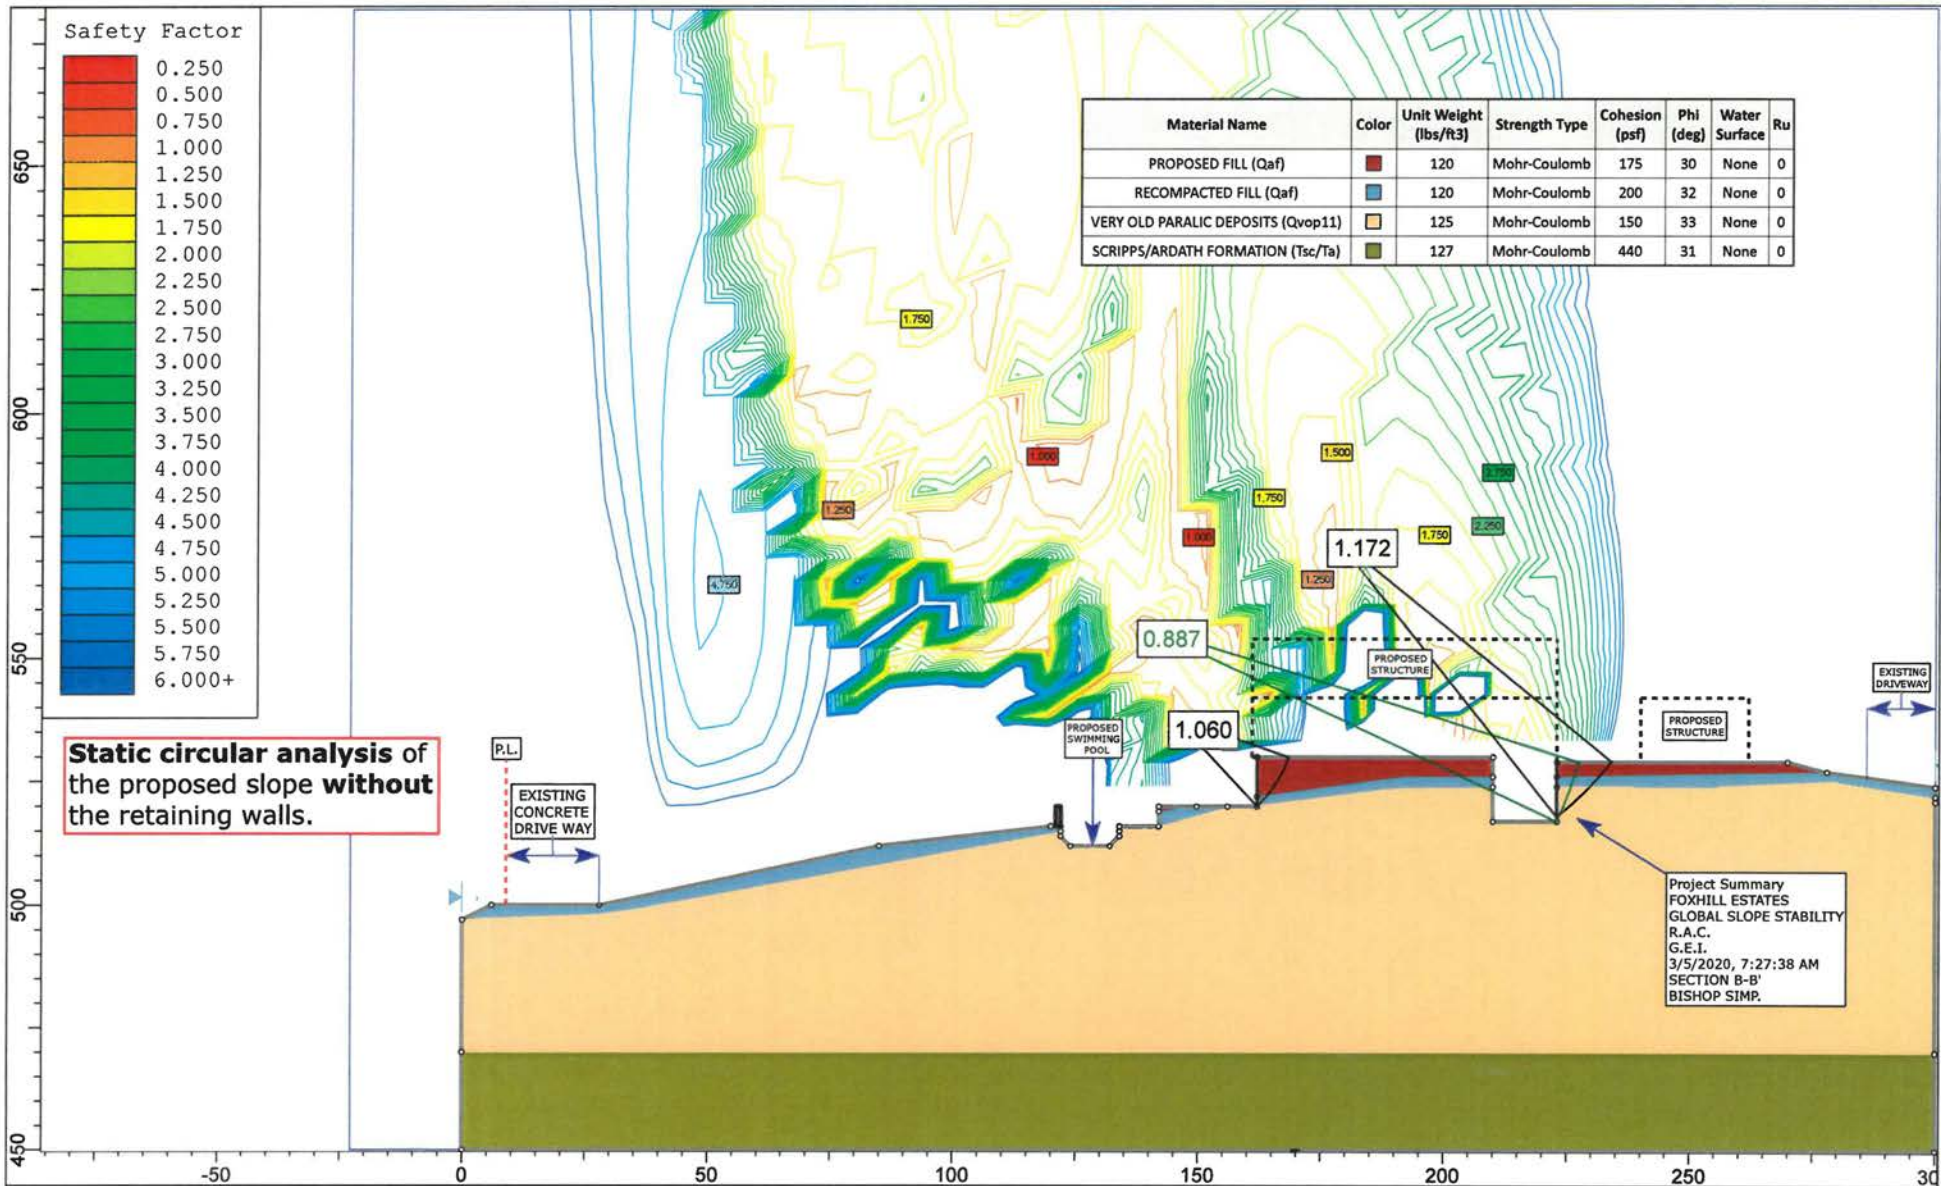 Safety Factor
0.250
0.500
0.750
1.000
1.250
1.500
1.750
2.000
2.250
2.500
2.750
3.000
3.250
3.500
3.750
4.000
4.250
4.500
4.750
5.000
5.250
5.500
5.750
6.000+
Material Name Color Unit Weight (lbs/ft3) Strength Type Cohesion (psf) Phi (deg) Water Surface Ru
PROPOSED FILL (Qaf) 120 Mohr-Coulomb 175 30 None 0
RECOMPACTED FILL (Qaf) 120 Mohr-Coulomb 200 32 None 0
VERY OLD PARALIC DEPOSITS (Qvop11) 125 Mohr-Coulomb 150 33 None 0
SCRIPPS/ARDATH FORMATION (Tsc/Ta) 127 Mohr-Coulomb 440 31 None 0
1.750
1.000
1.500
1.750
1.250
1.000
2.250
1.750
1.172
1.250
4.750
0.887
PROPOSED
STRUCTURE
EXISTING
DRIVEWAY
PROPOSED
STRUCTURE
1.060
PROPOSED
SWIMMING
POOL
P.L.
Static circular analysis of
the proposed slope without
the retaining walls.
EXISTING
CONCRETE
DRIVE WAY
Project Summary
FOXHILL ESTATES
GLOBAL SLOPE STABILITY
R.A.C.
G.E.I.
3/5/2020, 7:27:38 AM
SECTION B-B'
BISHOP SIMP.
650
600
550
500
450
-50
0
50
100
150
200
250
30